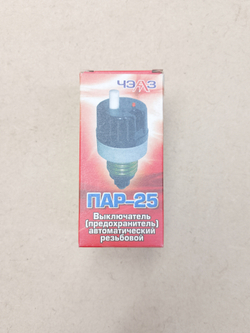 ЧЭАЗ
ПАР-25
Выключатель
(предохранитель)
автоматический
резьбовой